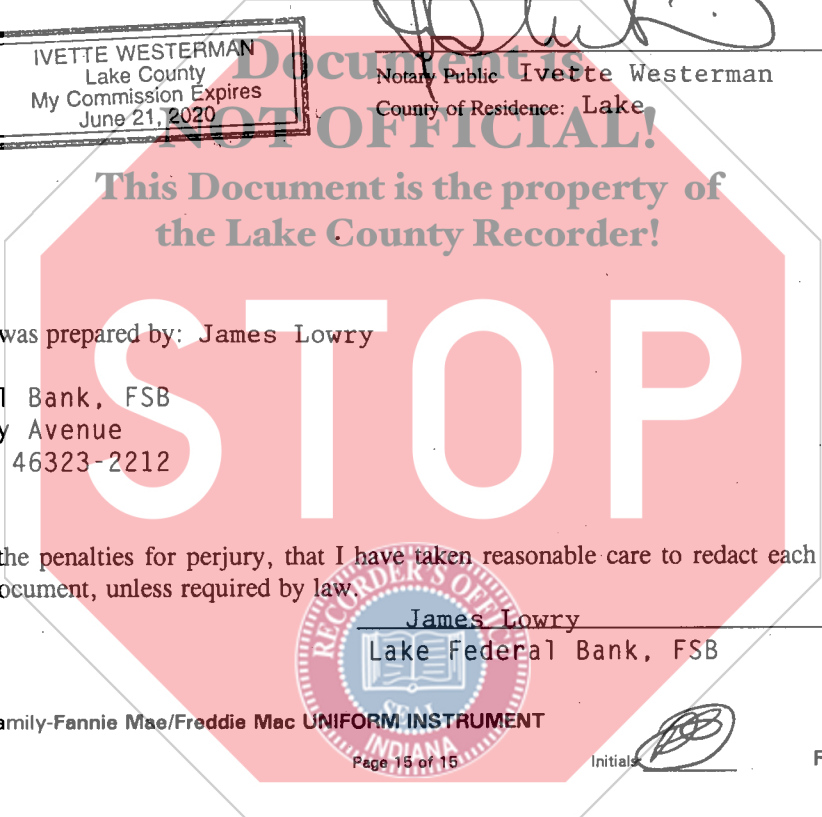 IVETTE WESTERMAN
Lake County
My Commission Expires
June 21, 2020
Notary Public Ivette Westerman
County of Residence: Lake
Document is
NOT OFFICIAL!
This Document is the property of
the Lake County Recorder!
STOP
was prepared by: James Lowry
l Bank, FSB
y Avenue
46323-2212
the penalties for perjury, that I have taken reasonable care to redact each
ocument, unless required by law.
James Lowry
Lake Federal Bank, FSB
RECORDER'S OFFICE
SEAL
INDIANA
amily-Fannie Mae/Freddie Mac UNIFORM INSTRUMENT
Page 15 of 15
Initials
F